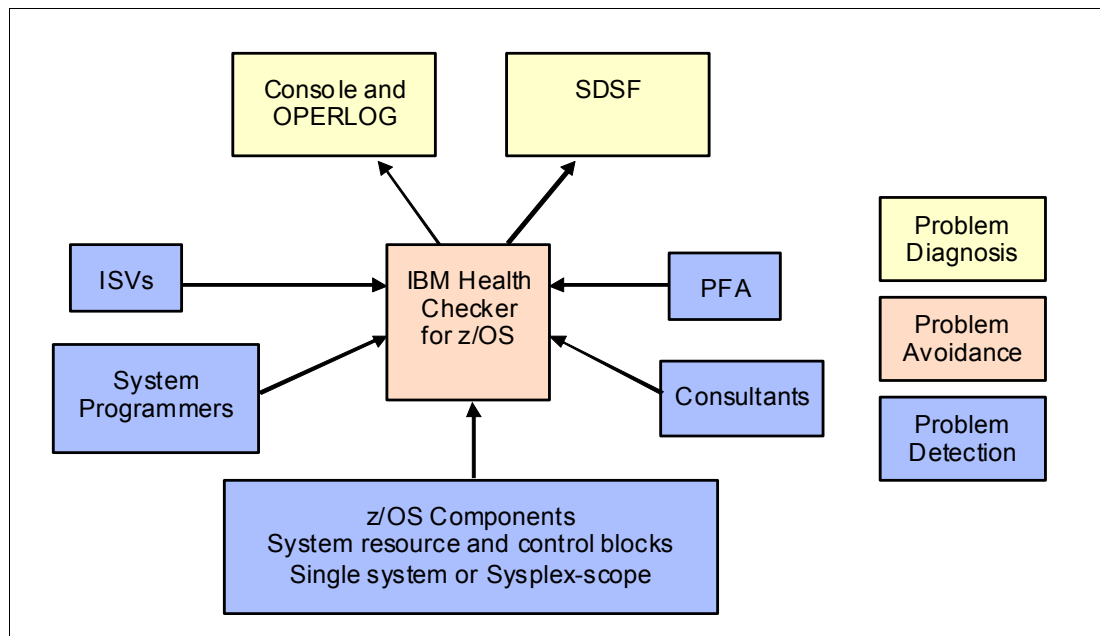 Console and
OPERLOG
SDSF
ISVs
IBM Health
Checker
for z/OS
PFA
System
Programmers
Consultants
z/OS Components
System resource and control blocks
Single system or Sysplex-scope
Problem
Diagnosis
Problem
Avoidance
Problem
Detection